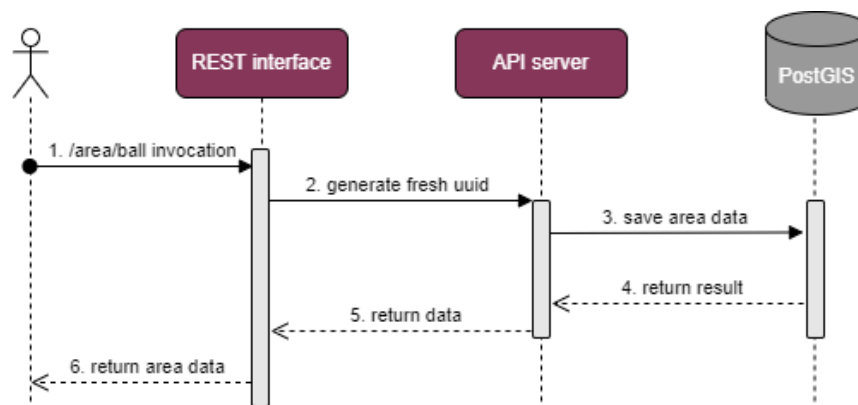 REST interface
API server
PostGIS
1. /area/ball invocation
2. generate fresh uuid
3. save area data
4. return result
5. return data
6. return area data